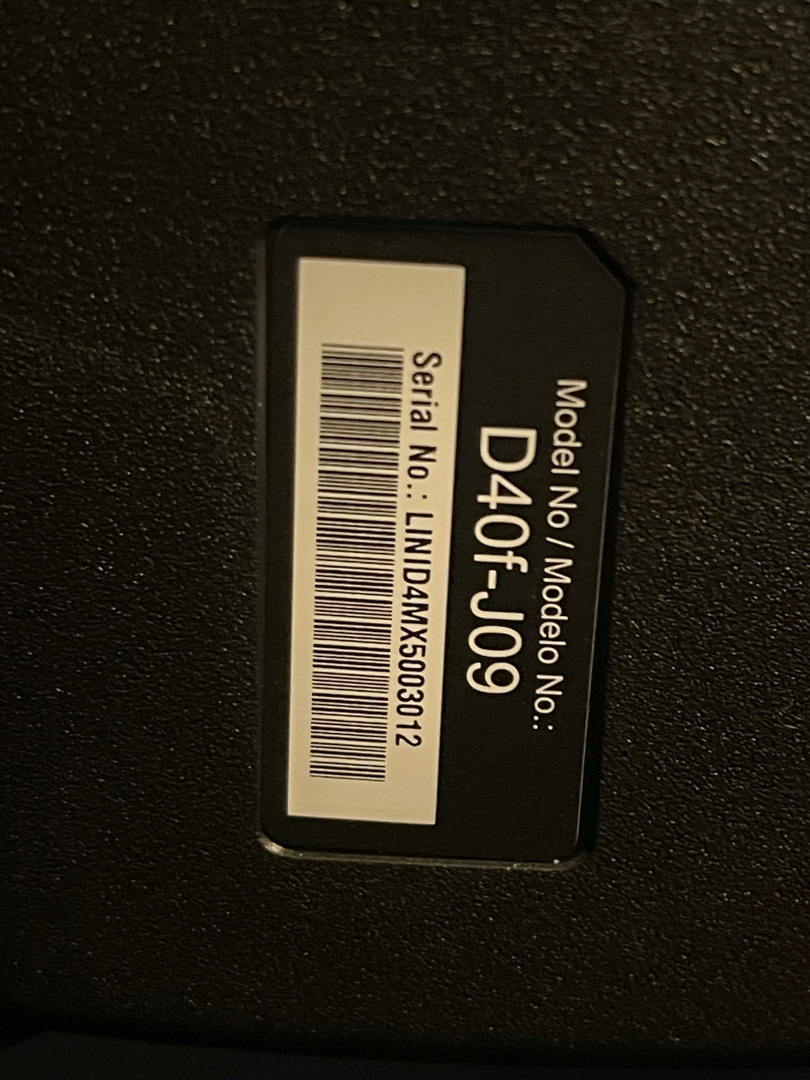 Model No / Modelo No.:
D40f-J09
Serial No.: LINID4MX5003012